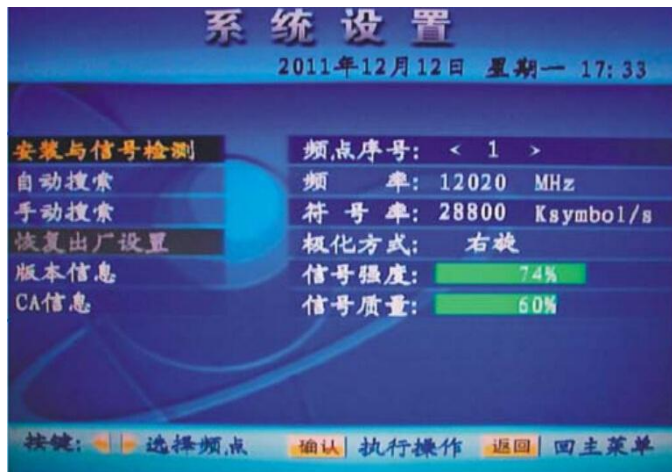 系统设置
2011年12月12日 星期一 17:33
安装与信号检测
自动搜索
手动搜索
恢复出厂设置
版本信息
CA信息
频点序号: < 1 >
频 率: 12020 MHz
符 号 率: 28800 Ksymbol/s
极化方式: 右旋
信号强度: 74%
信号质量: 60%
按键: 选择频点 确认 执行操作 返回 回主菜单